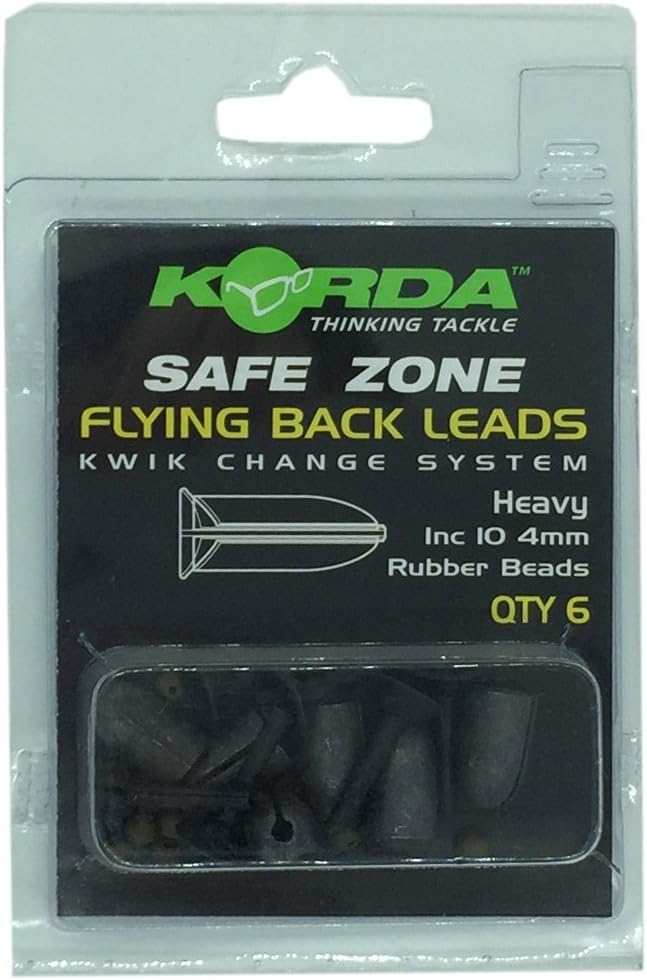 KORDA™
THINKING TACKLE
SAFE ZONE
FLYING BACK LEADS
KWIK CHANGE SYSTEM
Heavy
Inc 10 4mm
Rubber Beads
QTY 6